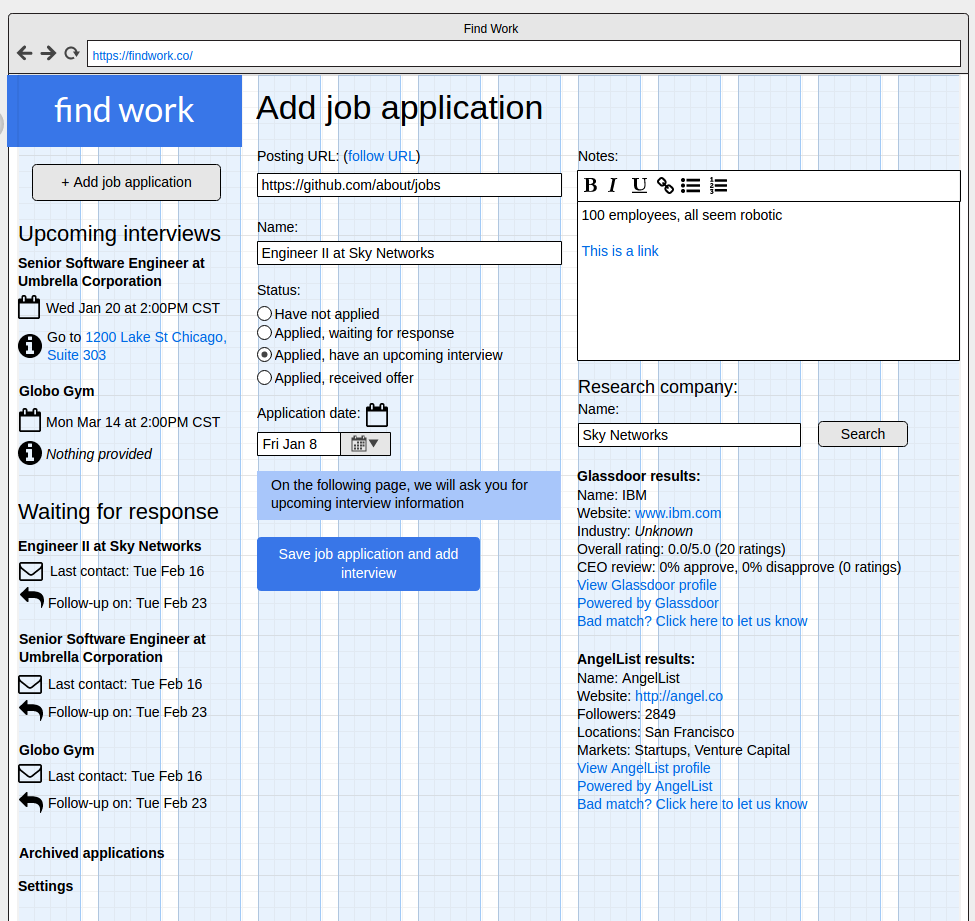 Find Work
https://findwork.co/
find work
+ Add job application
Upcoming interviews
Senior Software Engineer at
Umbrella Corporation
Wed Jan 20 at 2:00PM CST
Go to 1200 Lake St Chicago,
Suite 303
Globo Gym
Mon Mar 14 at 2:00PM CST
Nothing provided
Waiting for response
Engineer II at Sky Networks
Last contact: Tue Feb 16
Follow-up on: Tue Feb 23
Senior Software Engineer at
Umbrella Corporation
Last contact: Tue Feb 16
Follow-up on: Tue Feb 23
Globo Gym
Last contact: Tue Feb 16
Follow-up on: Tue Feb 23
Archived applications
Settings
Add job application
Posting URL: (follow URL)
https://github.com/about/jobs
Name:
Engineer II at Sky Networks
Status:
Have not applied
Applied, waiting for response
Applied, have an upcoming interview
Applied, received offer
Application date:
Fri Jan 8
On the following page, we will ask you for
upcoming interview information
Save job application and add
interview
Notes:
B I U
100 employees, all seem robotic
This is a link
Research company:
Name:
Sky Networks
Search
Glassdoor results:
Name: IBM
Website: www.ibm.com
Industry: Unknown
Overall rating: 0.0/5.0 (20 ratings)
CEO review: 0% approve, 0% disapprove (0 ratings)
View Glassdoor profile
Powered by Glassdoor
Bad match? Click here to let us know
AngelList results:
Name: AngelList
Website: http://angel.co
Followers: 2849
Locations: San Francisco
Markets: Startups, Venture Capital
View AngelList profile
Powered by AngelList
Bad match? Click here to let us know